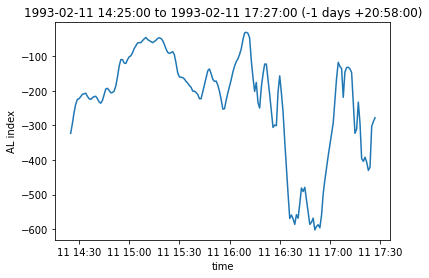 1993-02-11 14:25:00 to 1993-02-11 17:27:00 (-1 days +20:58:00)
−100
−200
−300
−400
−500
−600
AL index
11 14:30 11 15:00 11 15:30 11 16:00 11 16:30 11 17:00 11 17:30
time